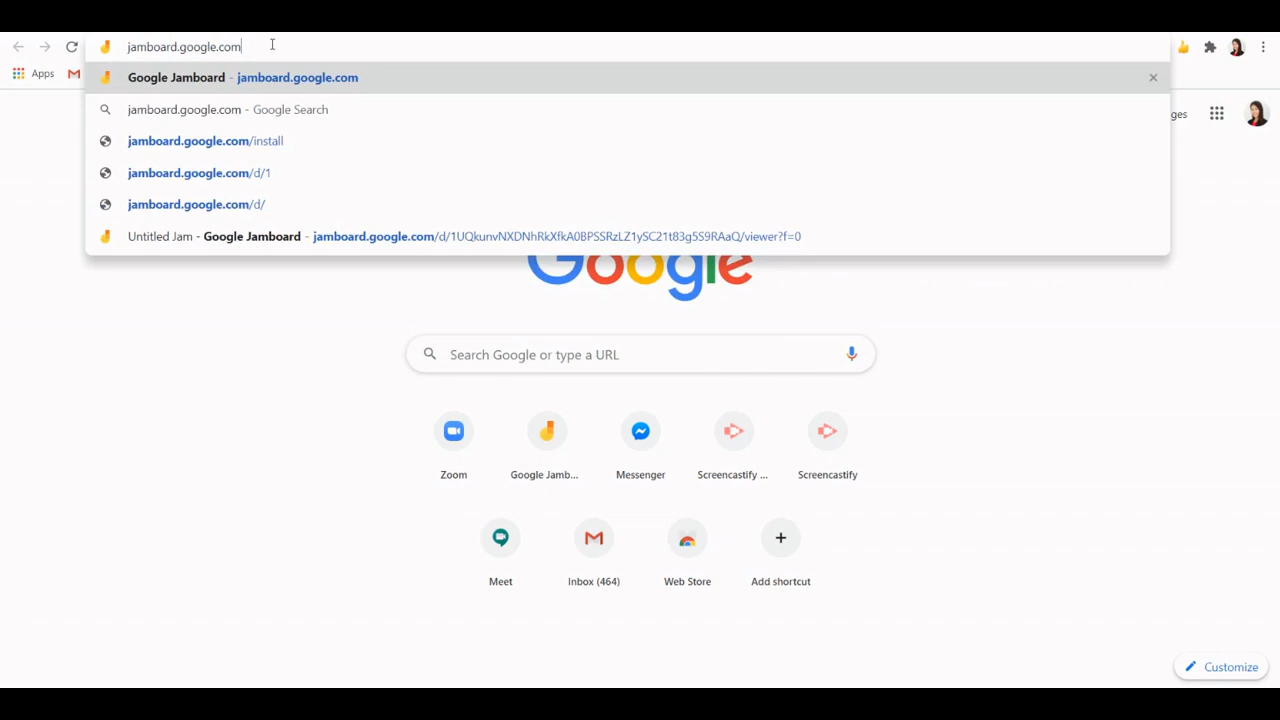 jamboard.google.com
Apps
Google Jamboard - jamboard.google.com
jamboard.google.com - Google Search
jamboard.google.com/install
jamboard.google.com/d/1
jamboard.google.com/d/
Untitled Jam - Google Jamboard - jamboard.google.com/d/1UQkunvNXDNhRkXfkA0BPSSRzLZ1ySC21t83g5S9RAaQ/viewer?f=0
ges
Google
Search Google or type a URL
Zoom
Google Jamb...
Messenger
Screencastify ...
Screencastify
Meet
Inbox (464)
Web Store
Add shortcut
Customize